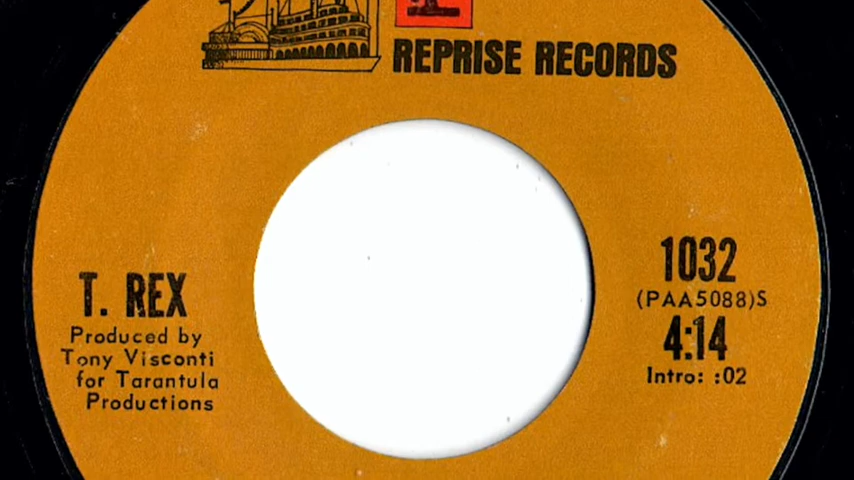 REPRISE RECORDS
T. REX
Produced by
Tony Visconti
for Tarantula
Productions
1032
(PAA5088)S
4:14
Intro: :02